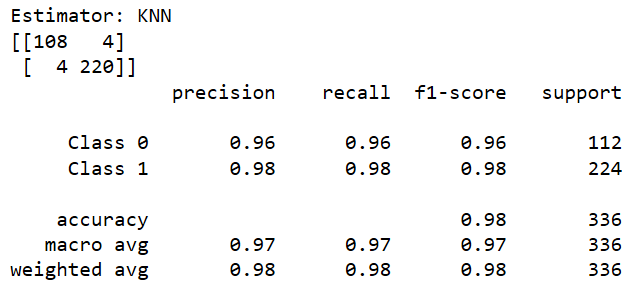 Estimator: KNN
[[108   4]
 [  4 220]]
              precision    recall  f1-score   support

     Class 0       0.96      0.96      0.96       112
     Class 1       0.98      0.98      0.98       224

    accuracy                           0.98       336
   macro avg       0.97      0.97      0.97       336
weighted avg       0.98      0.98      0.98       336